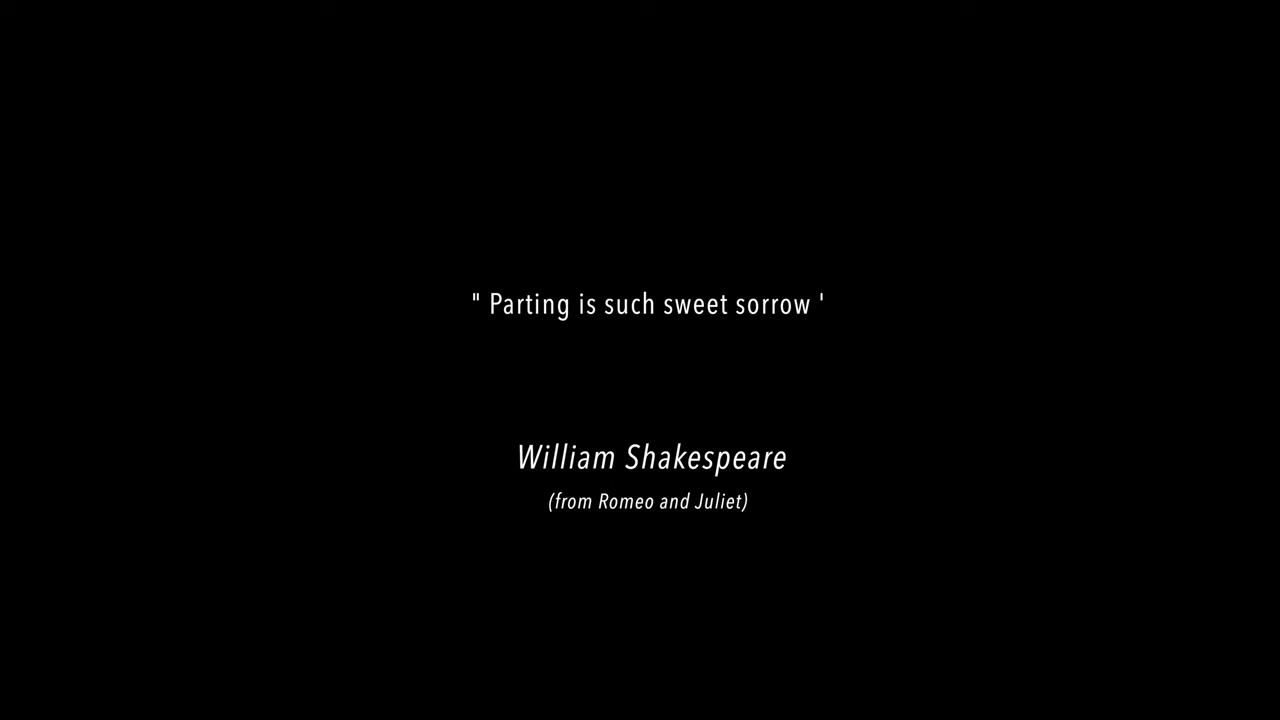 " Parting is such sweet sorrow '
William Shakespeare
(from Romeo and Juliet)